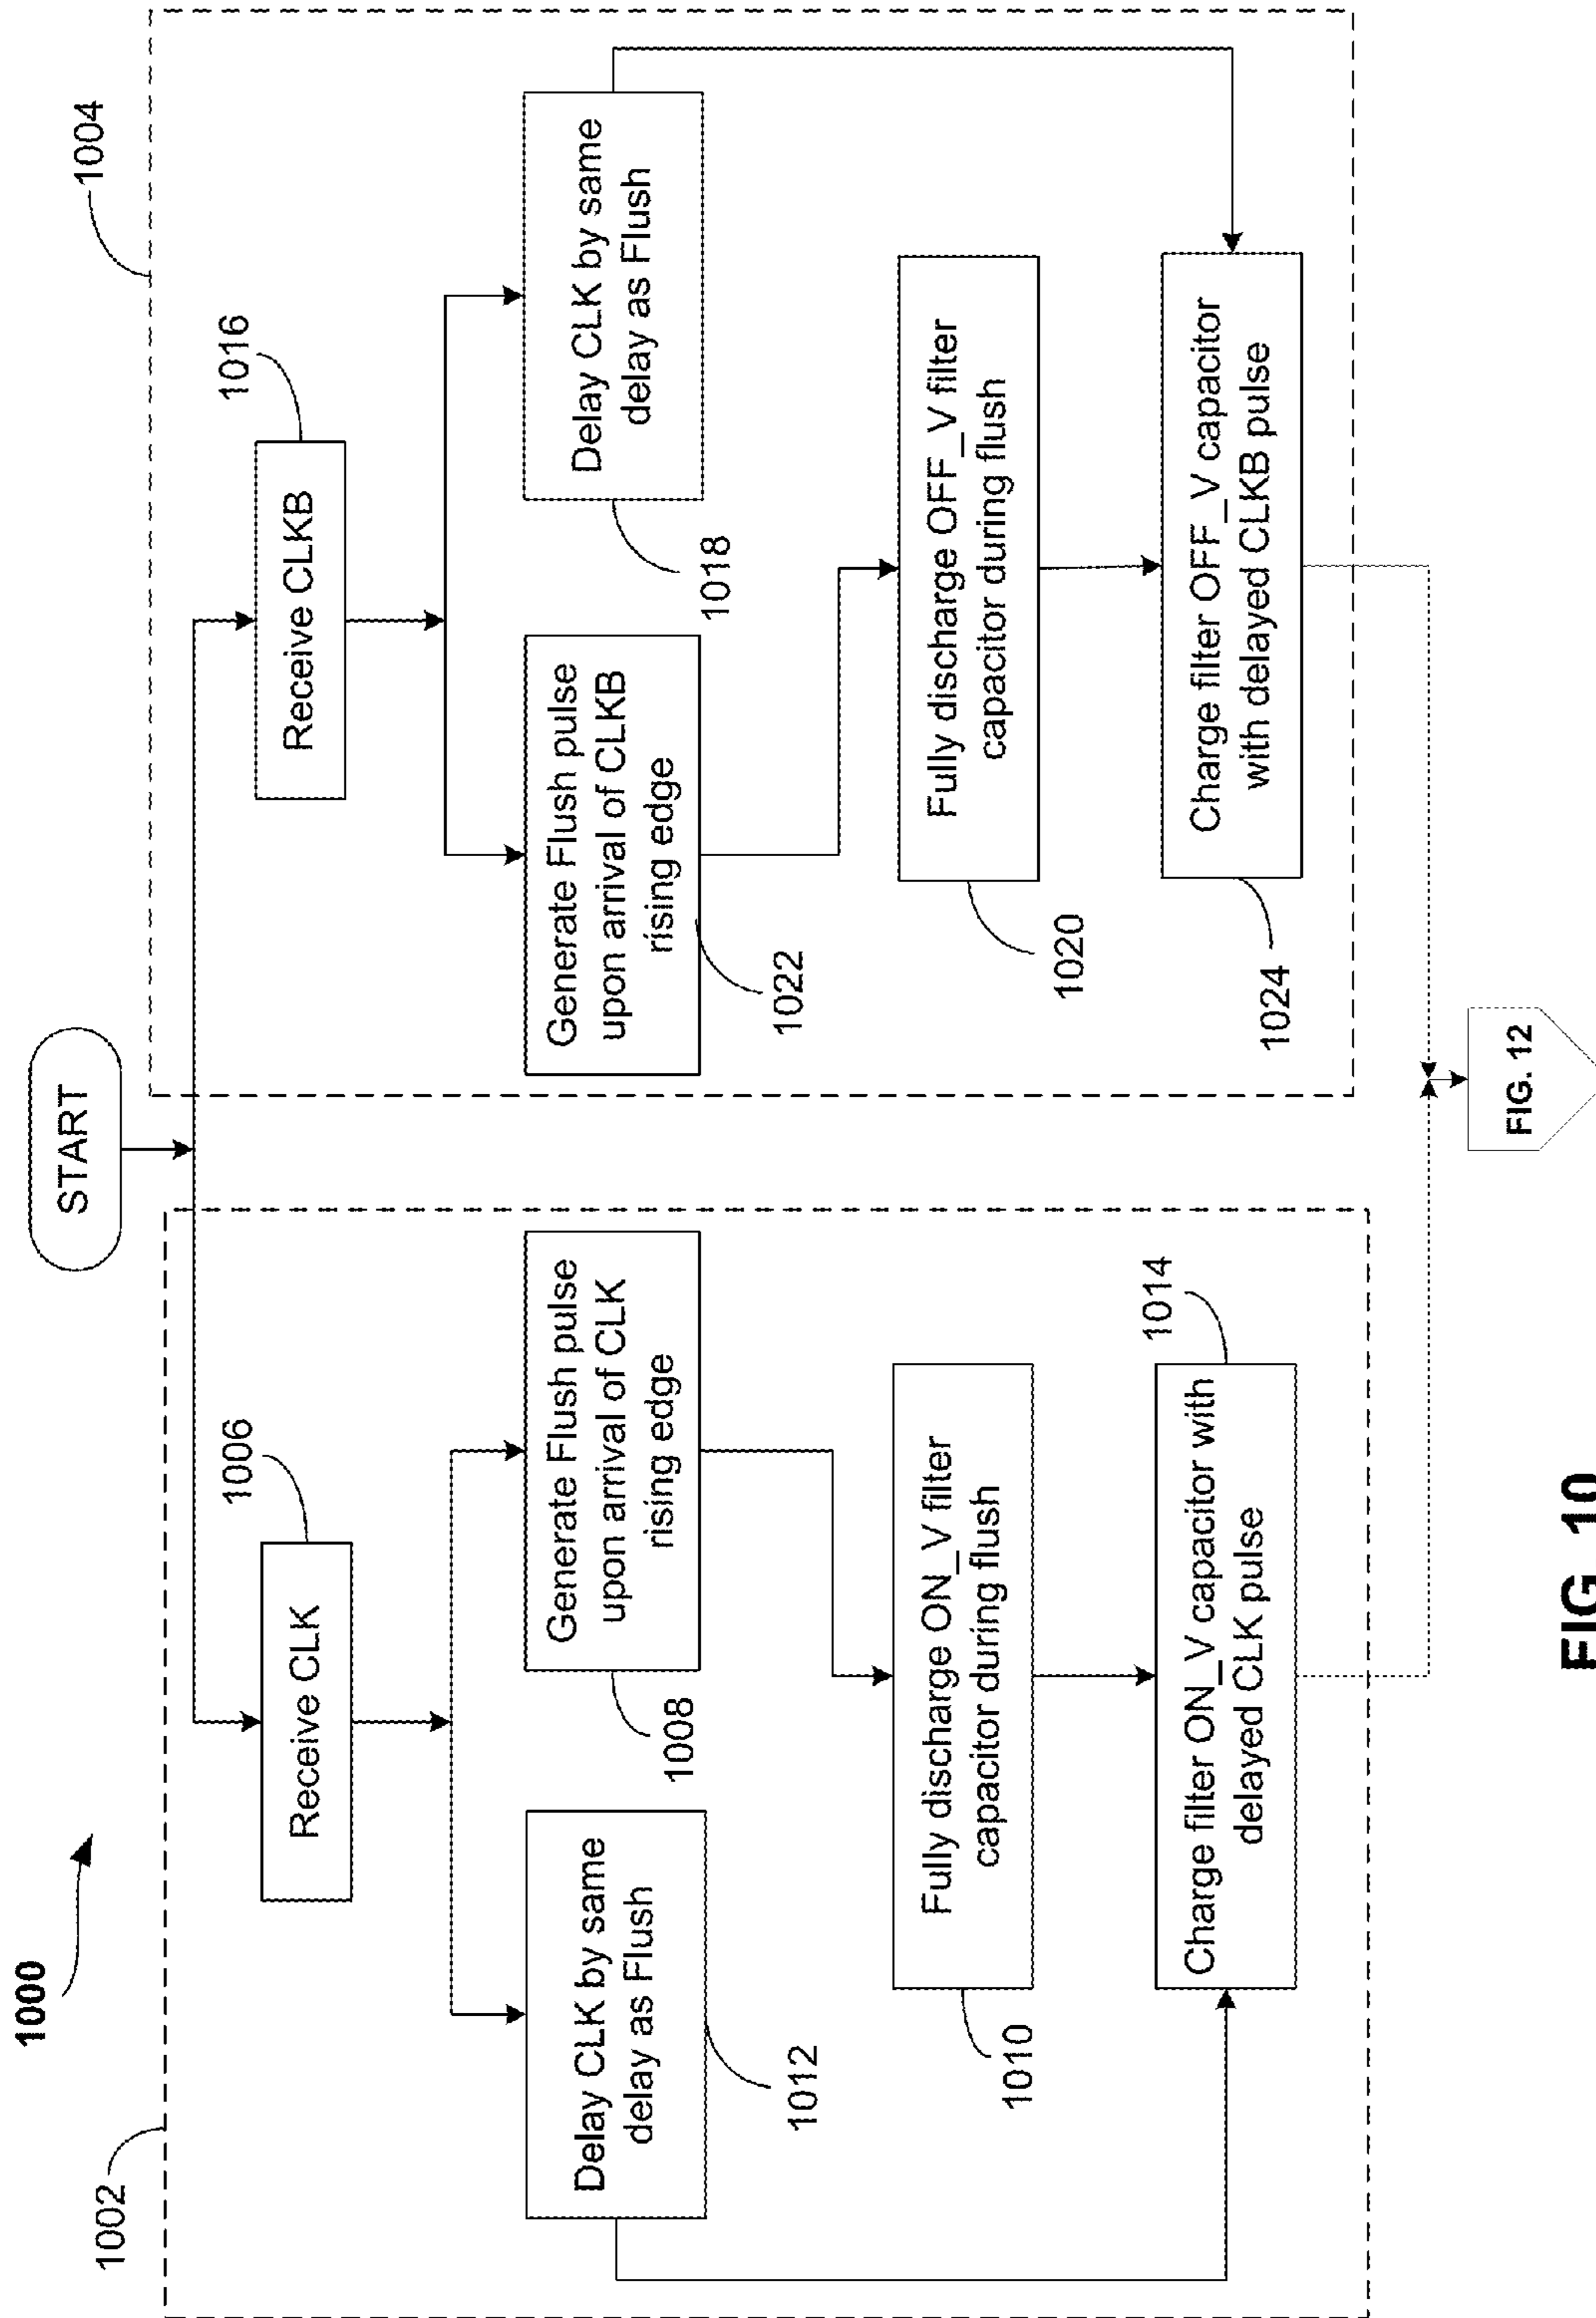 1000
START
1002
1004
Receive CLK
1006
Receive CLKB
1016
Delay CLK by same
delay as Flush
1012
Generate Flush pulse
upon arrival of CLK
rising edge
1008
Generate Flush pulse
upon arrival of CLKB
rising edge
1022
Delay CLK by same
delay as Flush
1018
Fully discharge ON_V filter
capacitor during flush
1010
Fully discharge OFF_V filter
capacitor during flush
1020
Charge filter ON_V capacitor with
delayed CLK pulse
1014
Charge filter OFF_V capacitor
with delayed CLKB pulse
1024
FIG. 12
FIG. 10